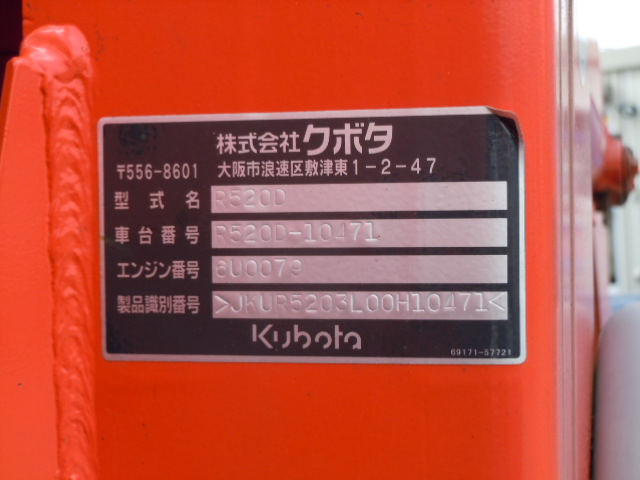 株式会社クボタ
〒556-8601 大阪市浪速区敷津東1-2-47
型式名 R520D
車台番号 R520D-10471
エンジン番号 6U0079
製品識別番号 >JKUR5203L00H10471<
Kubota
69171-57721